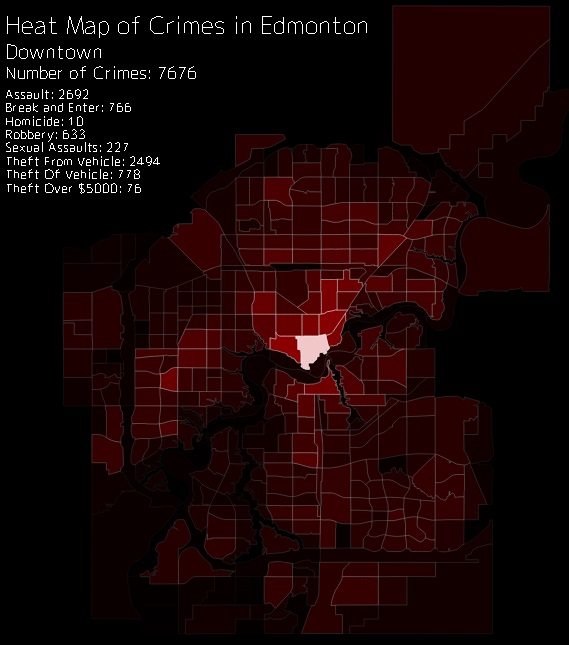 Heat Map of Crimes in Edmonton
Downtown
Number of Crimes: 7676
Assault: 2692
Break and Enter: 766
Homicide: 10
Robbery: 633
Sexual Assaults: 227
Theft From Vehicle: 2494
Theft Of Vehicle: 778
Theft Over $5000: 76